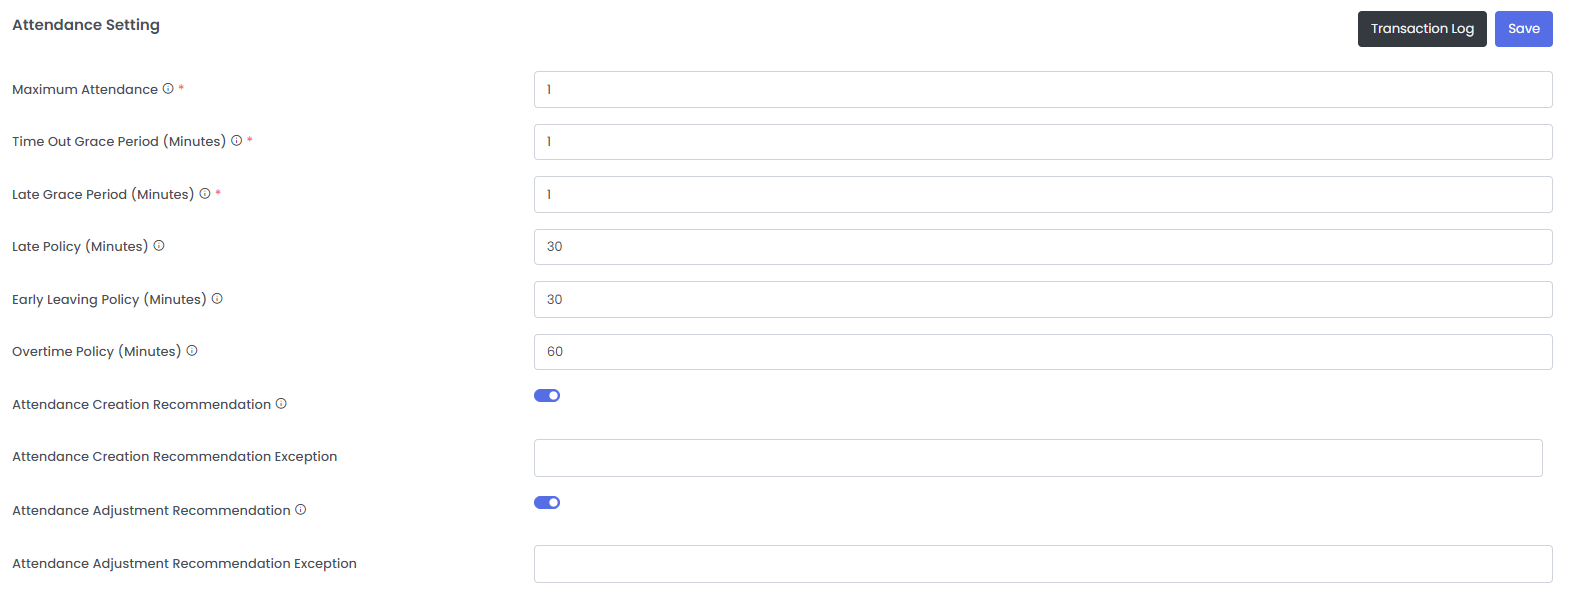 Attendance Setting
Transaction Log
Save
Maximum Attendance *
1
Time Out Grace Period (Minutes) *
1
Late Grace Period (Minutes) *
1
Late Policy (Minutes)
30
Early Leaving Policy (Minutes)
30
Overtime Policy (Minutes)
60
Attendance Creation Recommendation
Attendance Creation Recommendation Exception
Attendance Adjustment Recommendation
Attendance Adjustment Recommendation Exception